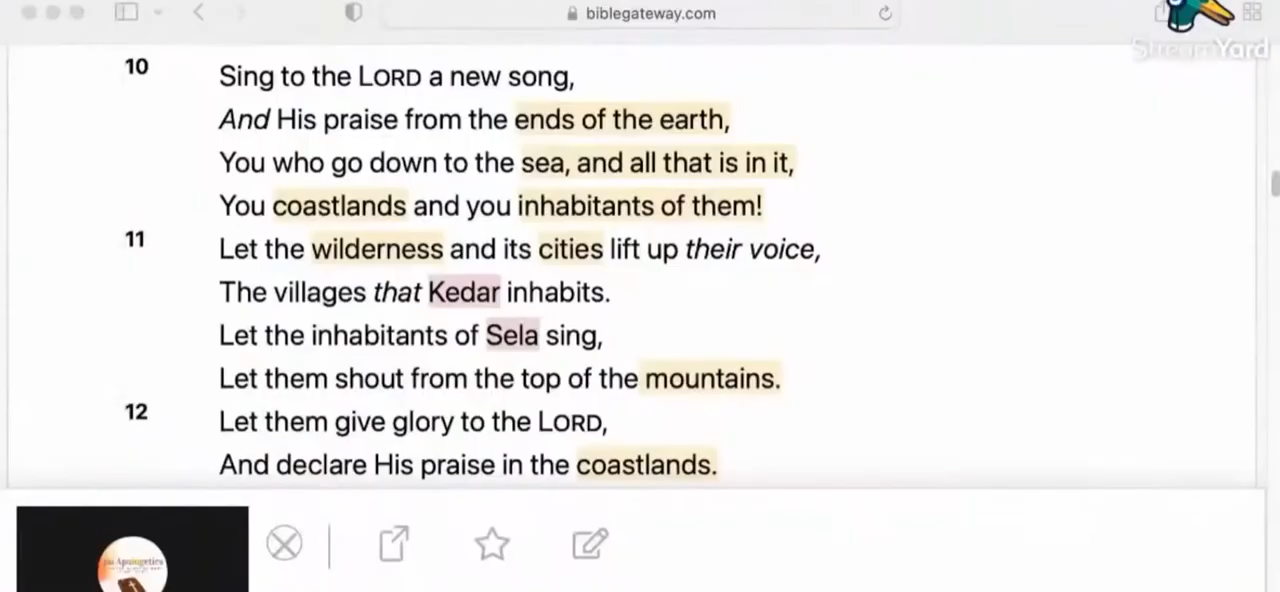 biblegateway.com
StreamYard
10 Sing to the LORD a new song,
And His praise from the ends of the earth,
You who go down to the sea, and all that is in it,
You coastlands and you inhabitants of them!
11 Let the wilderness and its cities lift up their voice,
The villages that Kedar inhabits.
Let the inhabitants of Sela sing,
Let them shout from the top of the mountains.
12 Let them give glory to the LORD,
And declare His praise in the coastlands.
Apologetics